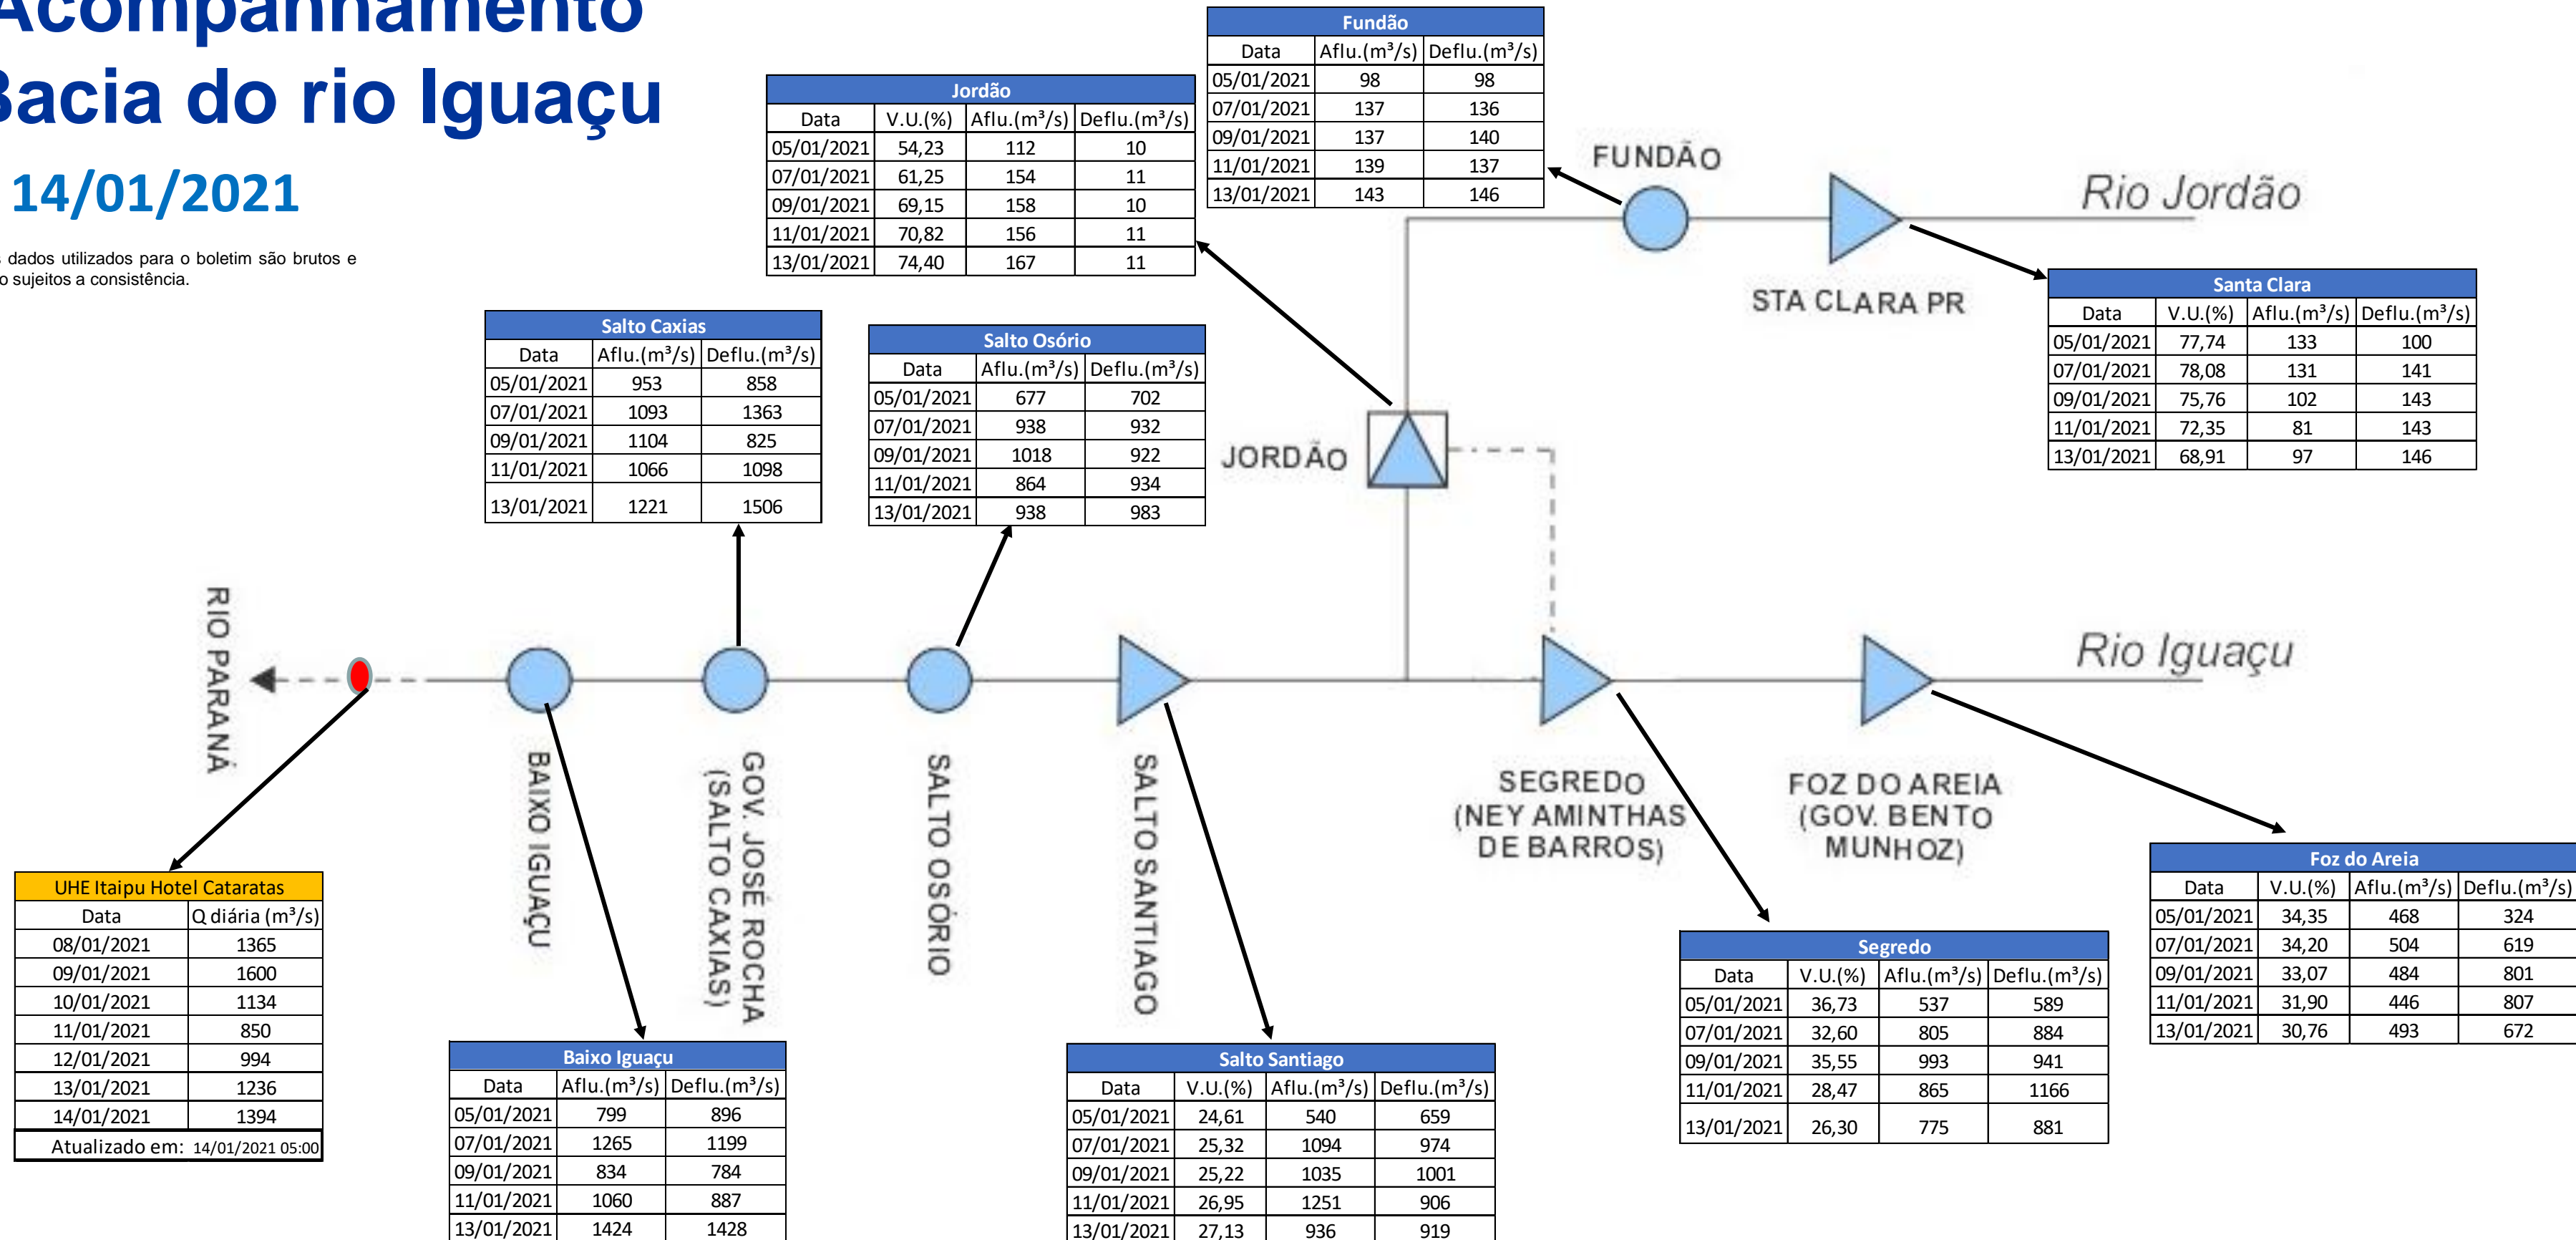 Acompanhamento
Bacia do rio Iguaçu
14/01/2021
dados utilizados para o boletim são brutos e
sujeitos a consistência.
Fundão
Data Aflu.(m³/s) Deflu.(m³/s)
05/01/2021 98 98
07/01/2021 137 136
09/01/2021 137 140
11/01/2021 139 137
13/01/2021 143 146
Jordão
Data V.U.(%) Aflu.(m³/s) Deflu.(m³/s)
05/01/2021 54,23 112 10
07/01/2021 61,25 154 11
09/01/2021 69,15 158 10
11/01/2021 70,82 156 11
13/01/2021 74,40 167 11
FUNDÃO
Rio Jordão
STA CLARA PR
Santa Clara
Data V.U.(%) Aflu.(m³/s) Deflu.(m³/s)
05/01/2021 77,74 133 100
07/01/2021 78,08 131 141
09/01/2021 75,76 102 143
11/01/2021 72,35 81 143
13/01/2021 68,91 97 146
Salto Caxias
Data Aflu.(m³/s) Deflu.(m³/s)
05/01/2021 953 858
07/01/2021 1093 1363
09/01/2021 1104 825
11/01/2021 1066 1098
13/01/2021 1221 1506
Salto Osório
Data Aflu.(m³/s) Deflu.(m³/s)
05/01/2021 677 702
07/01/2021 938 932
09/01/2021 1018 922
11/01/2021 864 934
13/01/2021 938 983
JORDÃO
RIO PARANÁ
Rio Iguaçu
BAIXO IGUAÇU
GOV. JOSÉ ROCHA
(SALTO CAXIAS)
SALTO OSÓRIO
SALTO SANTIAGO
SEGREDO
(NEY AMINTHAS
DE BARROS)
FOZ DO AREIA
(GOV. BENTO
MUNHOZ)
UHE Itaipu Hotel Cataratas
Data Q diária (m³/s)
08/01/2021 1365
09/01/2021 1600
10/01/2021 1134
11/01/2021 850
12/01/2021 994
13/01/2021 1236
14/01/2021 1394
Atualizado em: 14/01/2021 05:00
Baixo Iguaçu
Data Aflu.(m³/s) Deflu.(m³/s)
05/01/2021 799 896
07/01/2021 1265 1199
09/01/2021 834 784
11/01/2021 1060 887
13/01/2021 1424 1428
Salto Santiago
Data V.U.(%) Aflu.(m³/s) Deflu.(m³/s)
05/01/2021 24,61 540 659
07/01/2021 25,32 1094 974
09/01/2021 25,22 1035 1001
11/01/2021 26,95 1251 906
13/01/2021 27,13 936 919
Segredo
Data V.U.(%) Aflu.(m³/s) Deflu.(m³/s)
05/01/2021 36,73 537 589
07/01/2021 32,60 805 884
09/01/2021 35,55 993 941
11/01/2021 28,47 865 1166
13/01/2021 26,30 775 881
Foz do Areia
Data V.U.(%) Aflu.(m³/s) Deflu.(m³/s)
05/01/2021 34,35 468 324
07/01/2021 34,20 504 619
09/01/2021 33,07 484 801
11/01/2021 31,90 446 807
13/01/2021 30,76 493 672